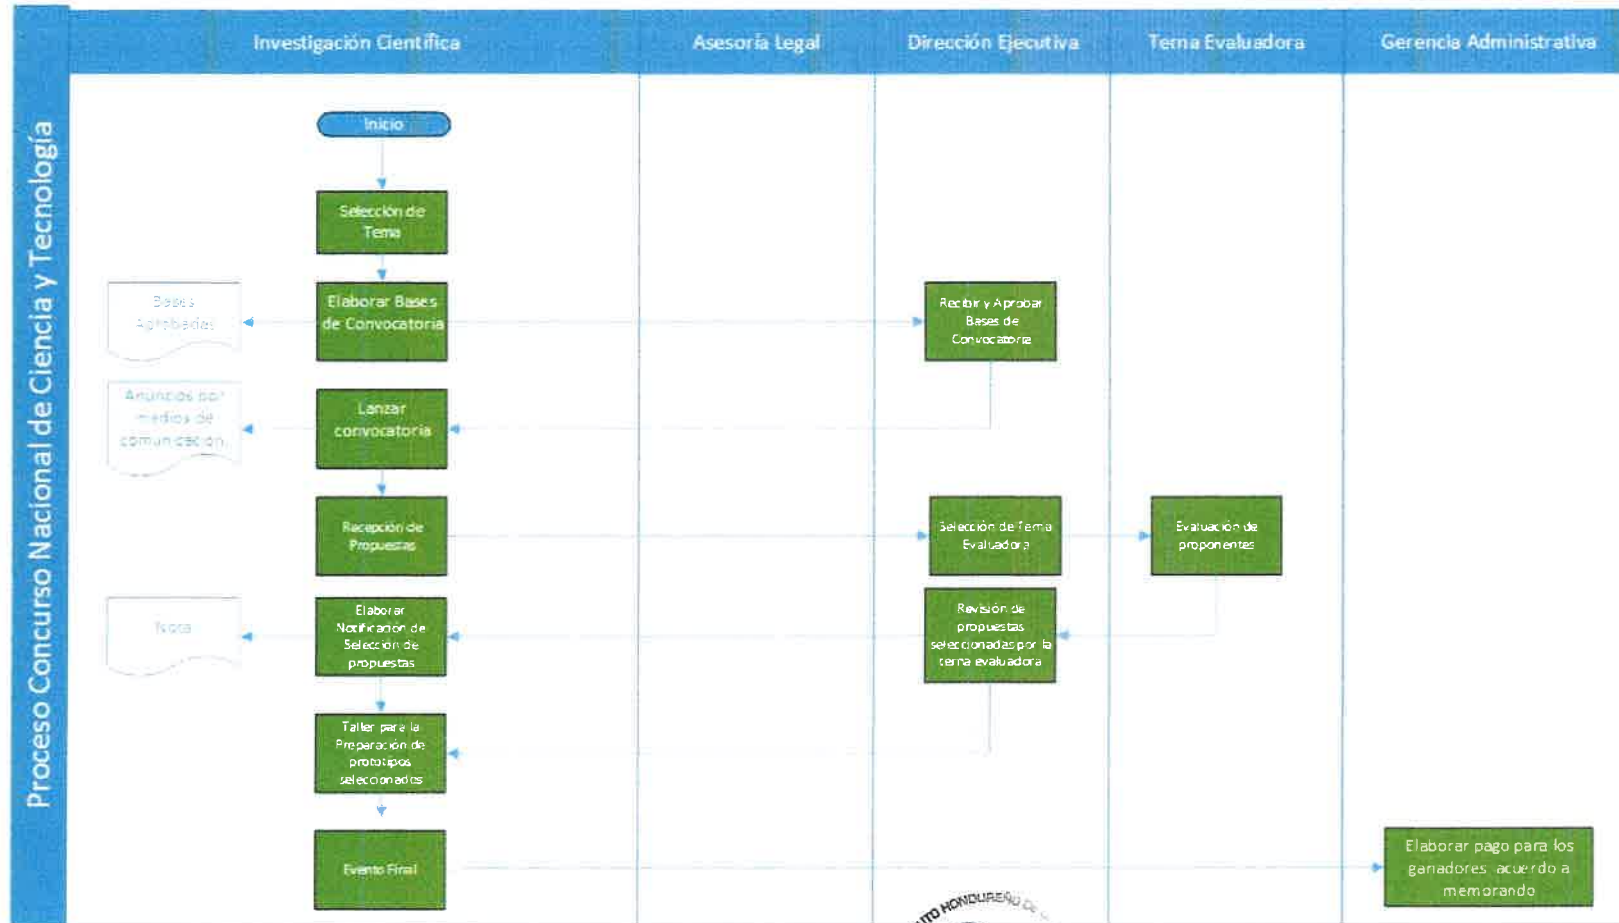 Proceso Concurso Nacional de Ciencia y Tecnología
Investigación Científica
Asesoría Legal
Dirección Ejecutiva
Terna Evaluadora
Gerencia Administrativa
Inicio
Selección de
Tema
Bases
Aprobadas
Elaborar Bases
de Convocatoria
Recibir y Aprobar
Bases de
Convocatoria
Anuncios por
medios de
comunicación.
Lanzar
convocatoria
Recepción de
Propuestas
Selección de Terna
Evaluadora
Evaluación de
proponentes
Nota
Elaborar
Notificación de
Selección de
propuestas
Revisión de
propuestas
seleccionadas por la
terna evaluadora
Taller para la
Preparación de
prototipos
seleccionados
Evento Final
Elaborar pago para los
ganadores acuerdo a
memorando
HONDUREÑO DE